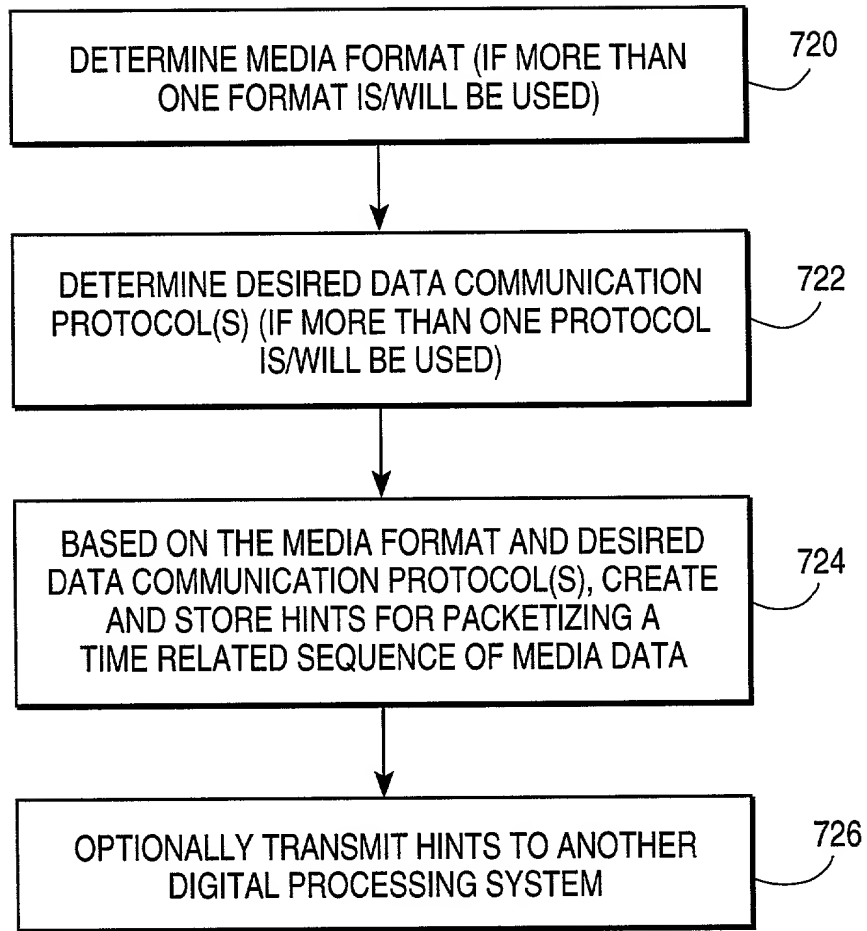 DETERMINE MEDIA FORMAT (IF MORE THAN
ONE FORMAT IS/WILL BE USED)
720
DETERMINE DESIRED DATA COMMUNICATION
PROTOCOL(S) (IF MORE THAN ONE PROTOCOL
IS/WILL BE USED)
722
BASED ON THE MEDIA FORMAT AND DESIRED
DATA COMMUNICATION PROTOCOL(S), CREATE
AND STORE HINTS FOR PACKETIZING A
TIME RELATED SEQUENCE OF MEDIA DATA
724
OPTIONALLY TRANSMIT HINTS TO ANOTHER
DIGITAL PROCESSING SYSTEM
726